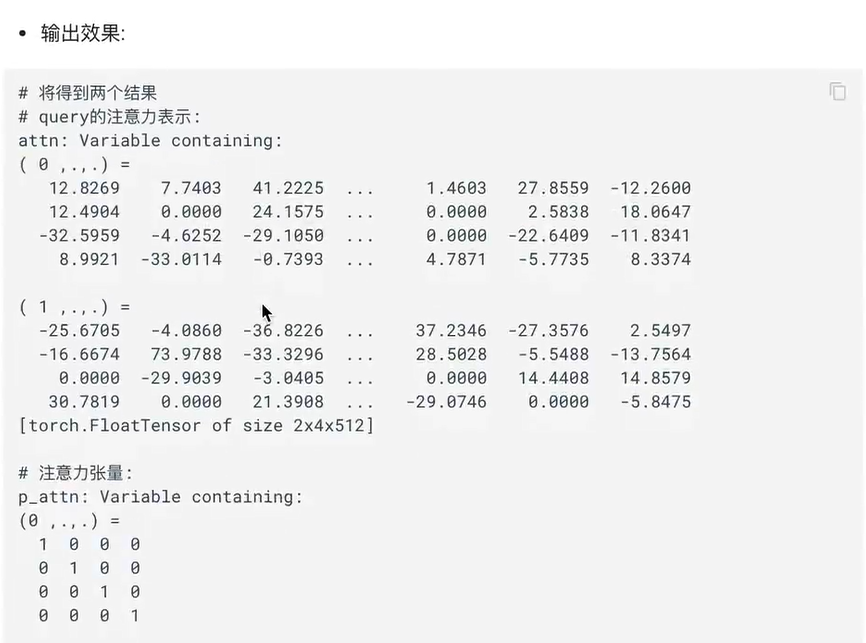 • 输出效果:
# 将得到两个结果
# query的注意力表示:
attn: Variable containing:
( 0 ,.,.) =
12.8269 7.7403 41.2225 ... 1.4603 27.8559 -12.2600
12.4904 0.0000 24.1575 ... 0.0000 2.5838 18.0647
-32.5959 -4.6252 -29.1050 ... 0.0000 -22.6409 -11.8341
8.9921 -33.0114 -0.7393 ... 4.7871 -5.7735 8.3374
( 1 ,.,.) =
-25.6705 -4.0860 -36.8226 ... 37.2346 -27.3576 2.5497
-16.6674 73.9788 -33.3296 ... 28.5028 -5.5488 -13.7564
0.0000 -29.9039 -3.0405 ... 0.0000 14.4408 14.8579
30.7819 0.0000 21.3908 ... -29.0746 0.0000 -5.8475
[torch.FloatTensor of size 2x4x512]
# 注意力张量:
p_attn: Variable containing:
(0 ,.,.) =
1 0 0 0
0 1 0 0
0 0 1 0
0 0 0 1